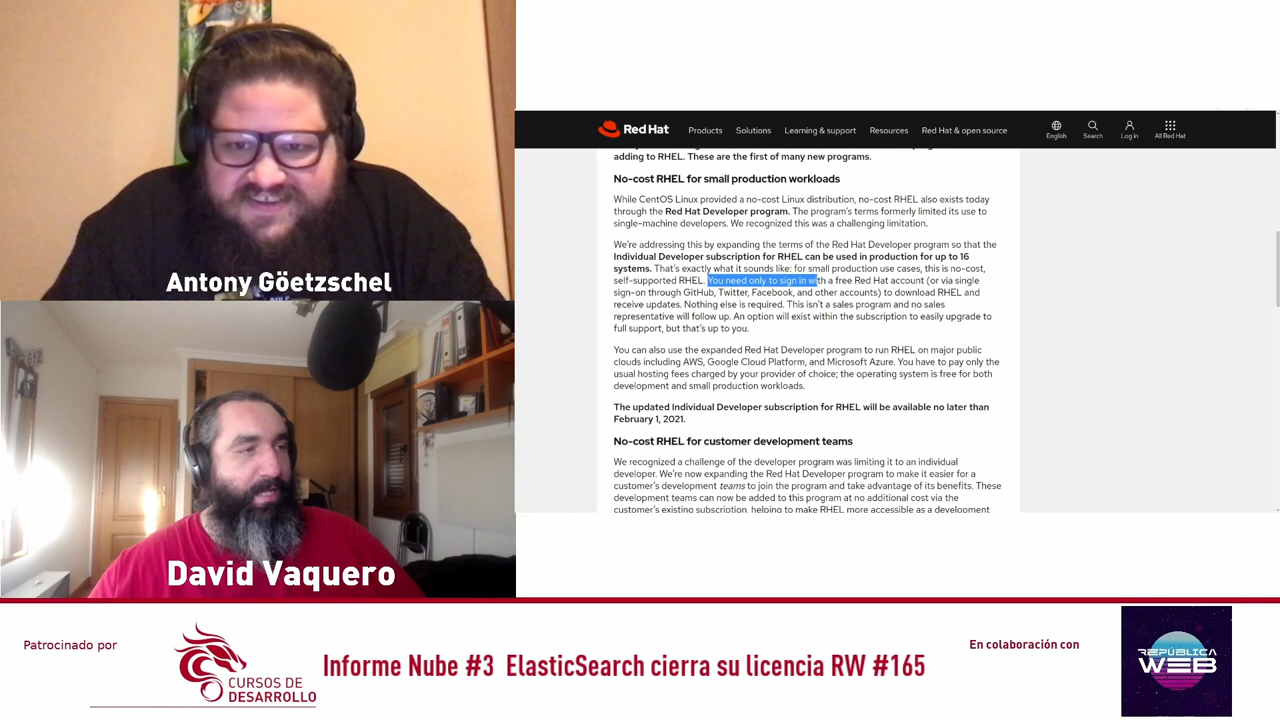 Antony Göetzschel
David Vaquero
Red Hat
Products
Solutions
Learning & support
Resources
Red Hat & open source
English
Search
Log in
All Red Hat
adding to RHEL. These are the first of many new programs.
No-cost RHEL for small production workloads
While CentOS Linux provided a no-cost Linux distribution, no-cost RHEL also exists today
through the Red Hat Developer program. The program's terms formerly limited its use to
single-machine developers. We recognized this was a challenging limitation.
We're addressing this by expanding the terms of the Red Hat Developer program so that the
Individual Developer subscription for RHEL can be used in production for up to 16
systems. That's exactly what it sounds like: for small production use cases, this is no-cost,
self-supported RHEL. You need only to sign in with a free Red Hat account (or via single
sign-on through GitHub, Twitter, Facebook, and other accounts) to download RHEL and
receive updates. Nothing else is required. This isn't a sales program and no sales
representative will follow up. An option will exist within the subscription to easily upgrade to
full support, but that's up to you.
You can also use the expanded Red Hat Developer program to run RHEL on major public
clouds including AWS, Google Cloud Platform, and Microsoft Azure. You have to pay only the
usual hosting fees charged by your provider of choice; the operating system is free for both
development and small production workloads.
The updated Individual Developer subscription for RHEL will be available no later than
February 1, 2021.
No-cost RHEL for customer development teams
We recognized a challenge of the developer program was limiting it to an individual
developer. We're now expanding the Red Hat Developer program to make it easier for a
customer's development teams to join the program and take advantage of its benefits. These
development teams can now be added to this program at no additional cost via the
customer's existing subscription, helping to make RHEL more accessible as a development
Patrocinado por
CURSOS DE
DESARROLLO
Informe Nube #3 ElasticSearch cierra su licencia RW #165
En colaboración con
REPÚBLICA
WEB